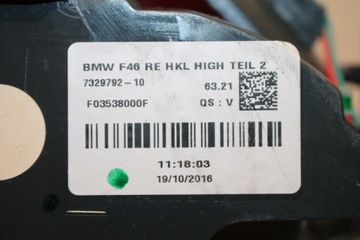 BMW F46 RE HKL HIGH TEIL 2
7329792-10 63.21
F03538000F QS : V
11:18:03
19/10/2016